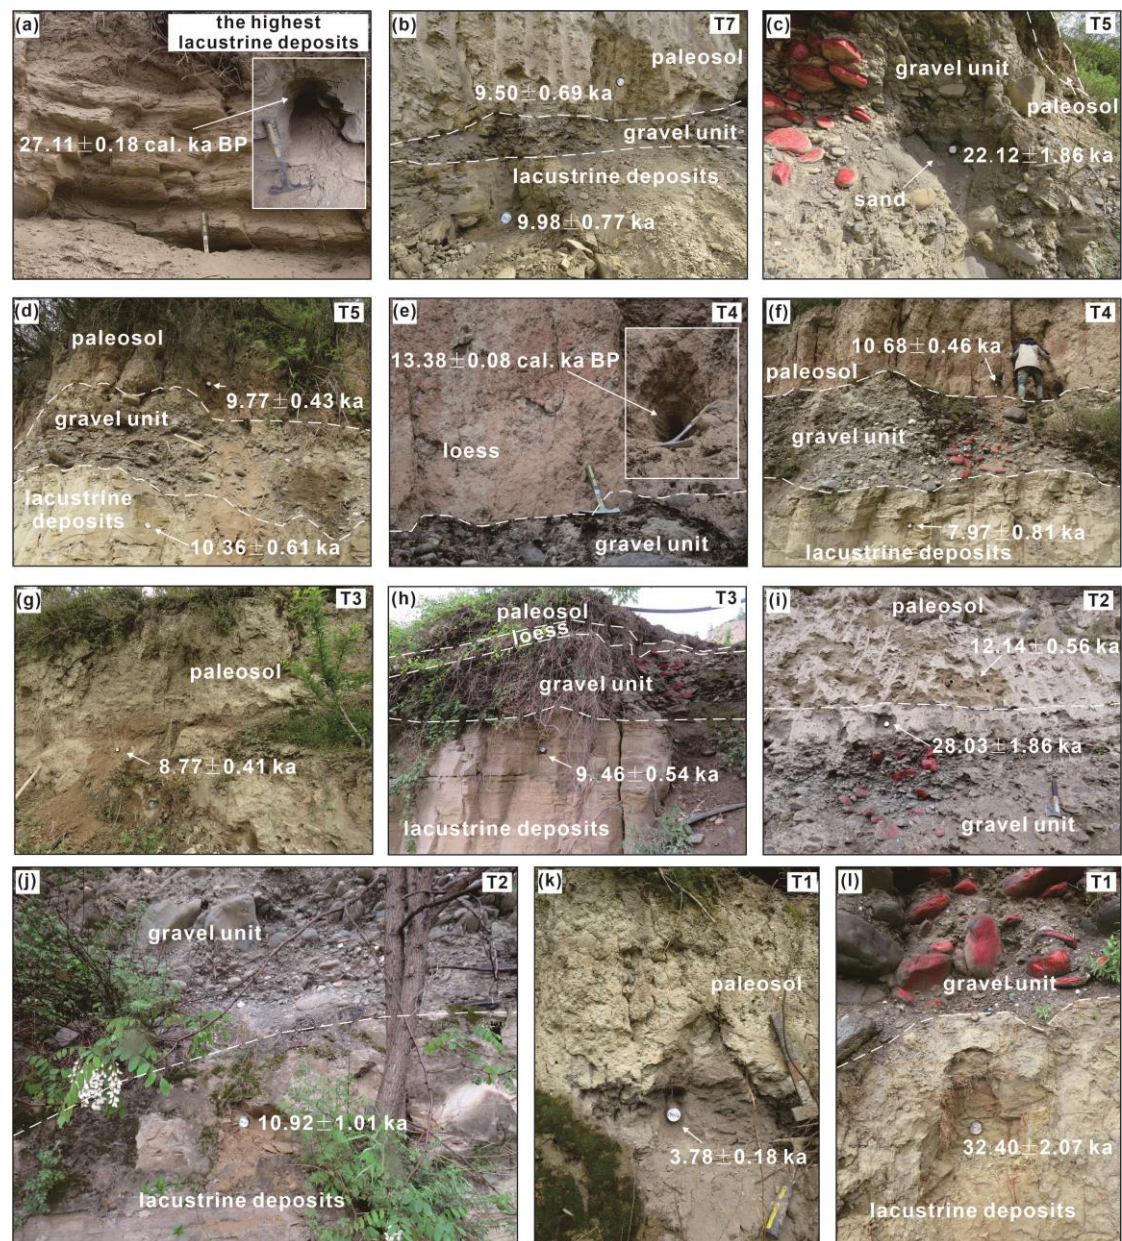 (a)
the highest
lacustrine deposits
27.11±0.18 cal. ka BP
(b)
T7
paleosol
9.50±0.69 ka
gravel unit
lacustrine deposits
9.98±0.77 ka
(c)
T5
gravel unit
paleosol
22.12±1.86 ka
sand
(d)
T5
paleosol
9.77±0.43 ka
gravel unit
lacustrine
deposits
10.36±0.61 ka
(e)
T4
13.38±0.08 cal. ka BP
loess
gravel unit
(f)
T4
10.68±0.46 ka
paleosol
gravel unit
7.97±0.81 ka
lacustrine deposits
(g)
T3
paleosol
8.77±0.41 ka
(h)
T3
paleosol
loess
gravel unit
9. 46±0.54 ka
lacustrine deposits
(i)
T2
paleosol
12.14±0.56 ka
28.03±1.86 ka
gravel unit
(j)
T2
gravel unit
10.92±1.01 ka
lacustrine deposits
(k)
T1
paleosol
3.78±0.18 ka
(l)
T1
gravel unit
32.40±2.07 ka
lacustrine deposits